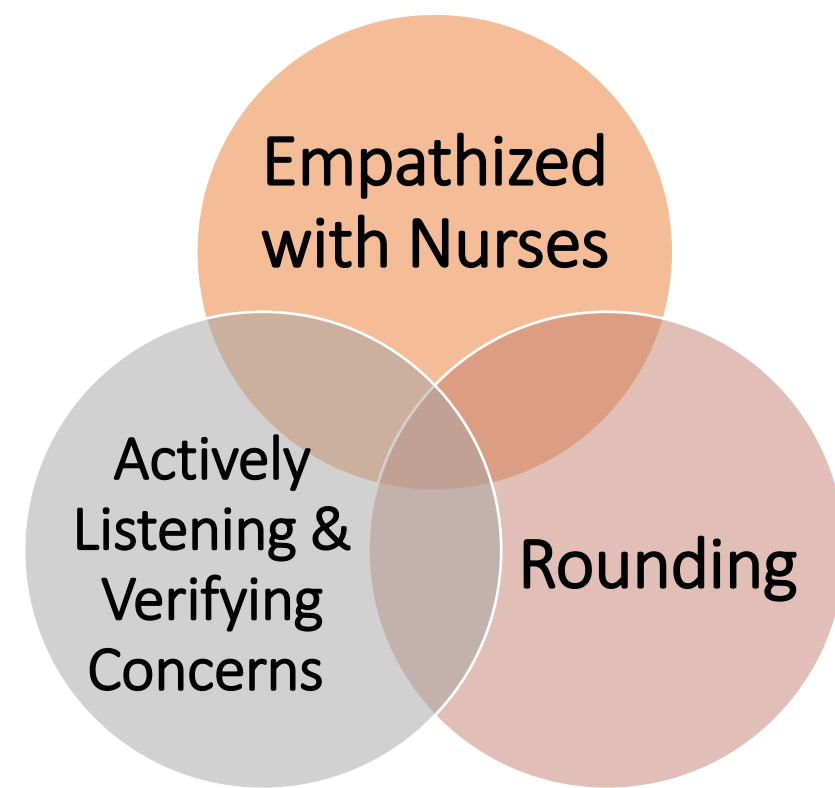 Empathized
with Nurses
Actively
Listening &
Verifying
Concerns
Rounding